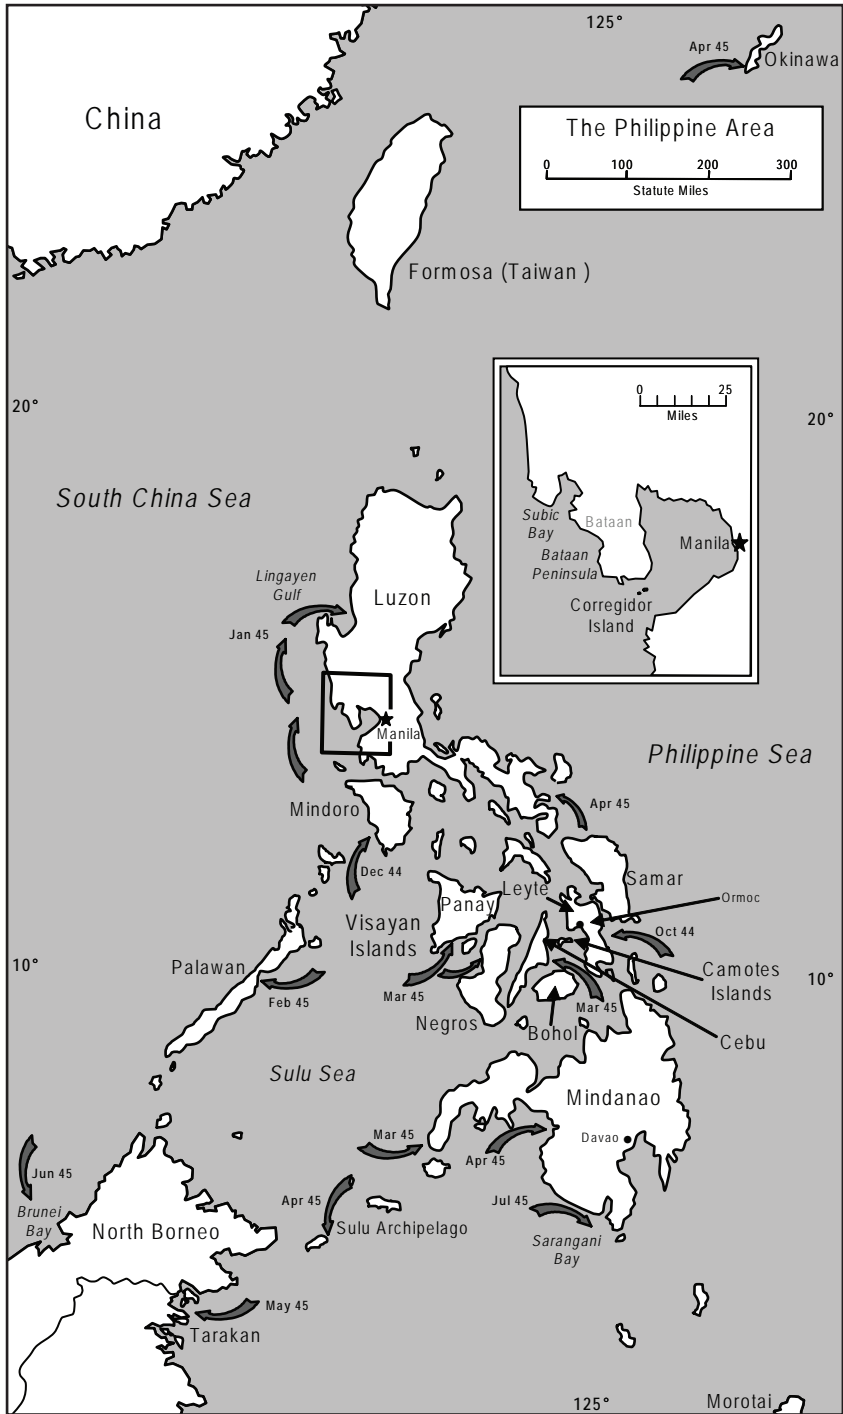 125°
Apr 45
Okinawa
China
The Philippine Area
0 100 200 300
Statute Miles
Formosa (Taiwan )
0 25
Miles
20°
20°
South China Sea
Subic
Bay
Bataan
Manila
Bataan
Peninsula
Corregidor
Island
Lingayen
Gulf
Luzon
Jan 45
Manila
Philippine Sea
Mindoro
Apr 45
Dec 44
Samar
Leyte
Panay
Ormoc
Visayan
Islands
Oct 44
Palawan
10°
10°
Camotes
Islands
Feb 45
Mar 45
Mar 45
Negros
Bohol
Cebu
Sulu Sea
Mindanao
Davao
Mar 45
Apr 45
Jun 45
Apr 45
Jul 45
Brunei
Bay
North Borneo
Sulu Archipelago
Sarangani
Bay
May 45
Tarakan
125°
Morotai